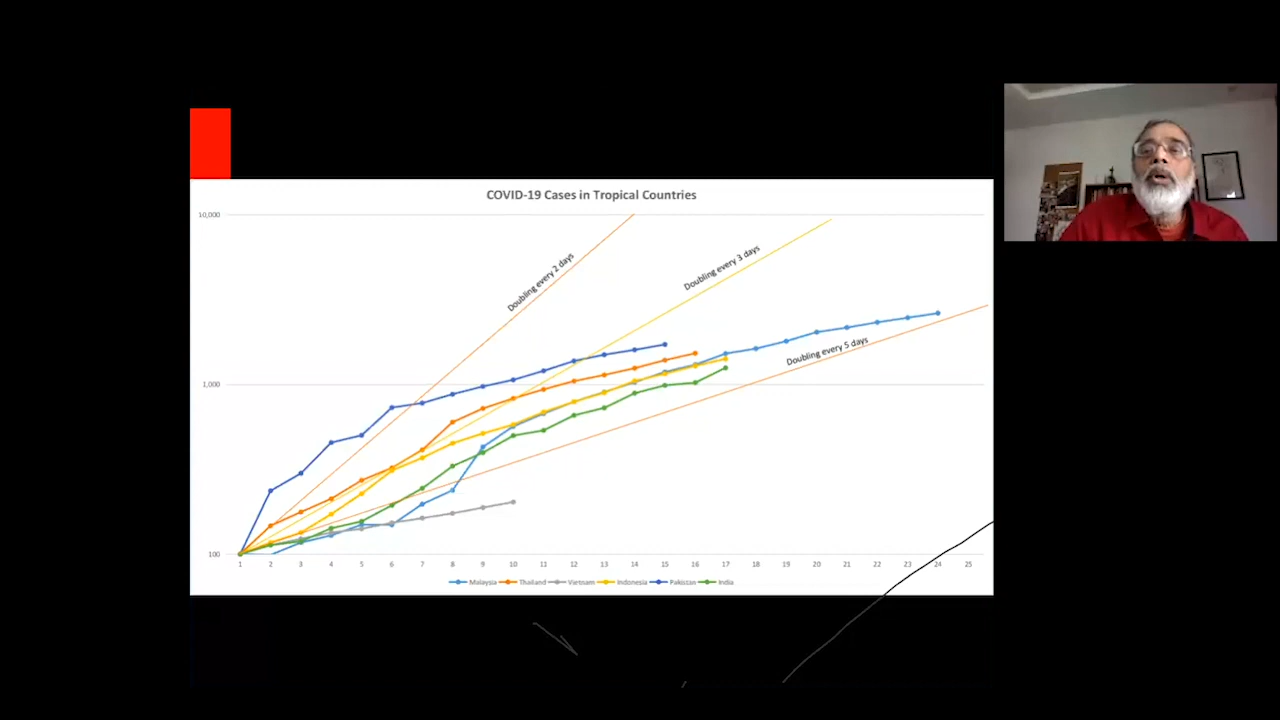 COVID-19 Cases in Tropical Countries
10,000
Doubling every 2 days
Doubling every 3 days
Doubling every 5 days
1,000
100
1 2 3 4 5 6 7 8 9 10 11 12 13 14 15 16 17 18 19 20 21 22 23 24 25
Malaysia Thailand Vietnam Indonesia Pakistan India